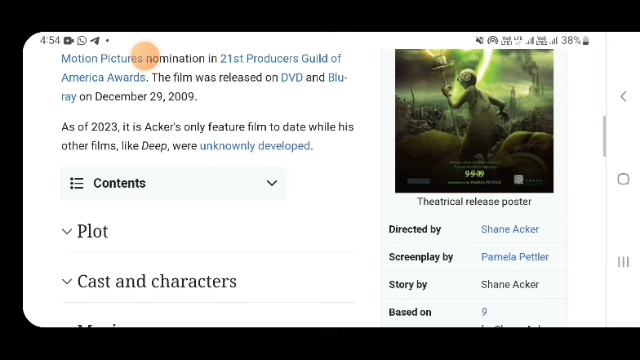 4:54
38%
Motion Pictures nomination in 21st Producers Guild of
America Awards. The film was released on DVD and Blu-
ray on December 29, 2009.
As of 2023, it is Acker's only feature film to date while his
other films, like Deep, were unknownly developed.
Contents
Plot
Cast and characters
9·9·09
Theatrical release poster
Directed by Shane Acker
Screenplay by Pamela Pettler
Story by Shane Acker
Based on 9